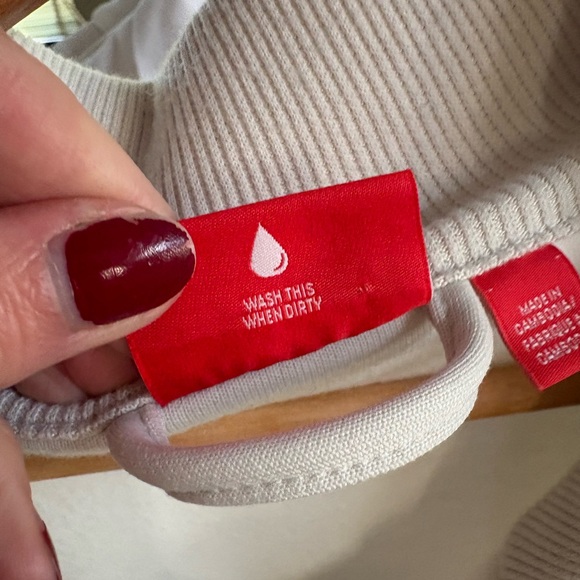 WASH THIS
WHEN DIRTY
MADE IN
CAMBODIA/